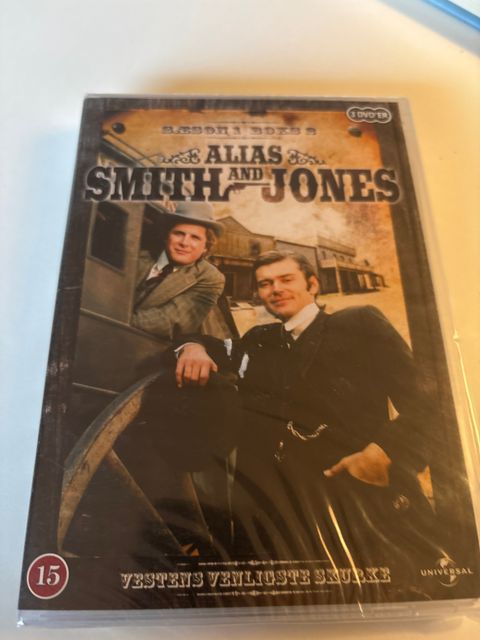 3 DVD'ER
SÆSON 1 BOKS 2
ALIAS
SMITH AND JONES
15
VESTENS VENLIGSTE SKURKE
UNIVERSAL